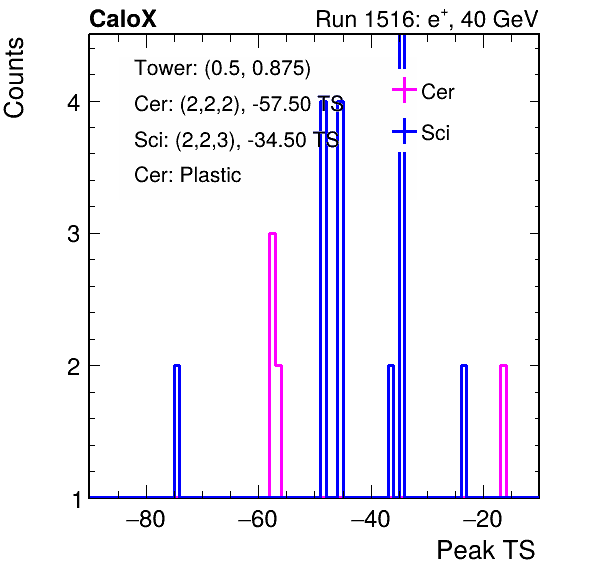 CaloX Run 1516: e+, 40 GeV
Counts
Tower: (0.5, 0.875)
Cer: (2,2,2), -57.50 TS
Sci: (2,2,3), -34.50 TS
Cer: Plastic
Cer
Sci
4
3
2
1
−80 −60 −40 −20
Peak TS